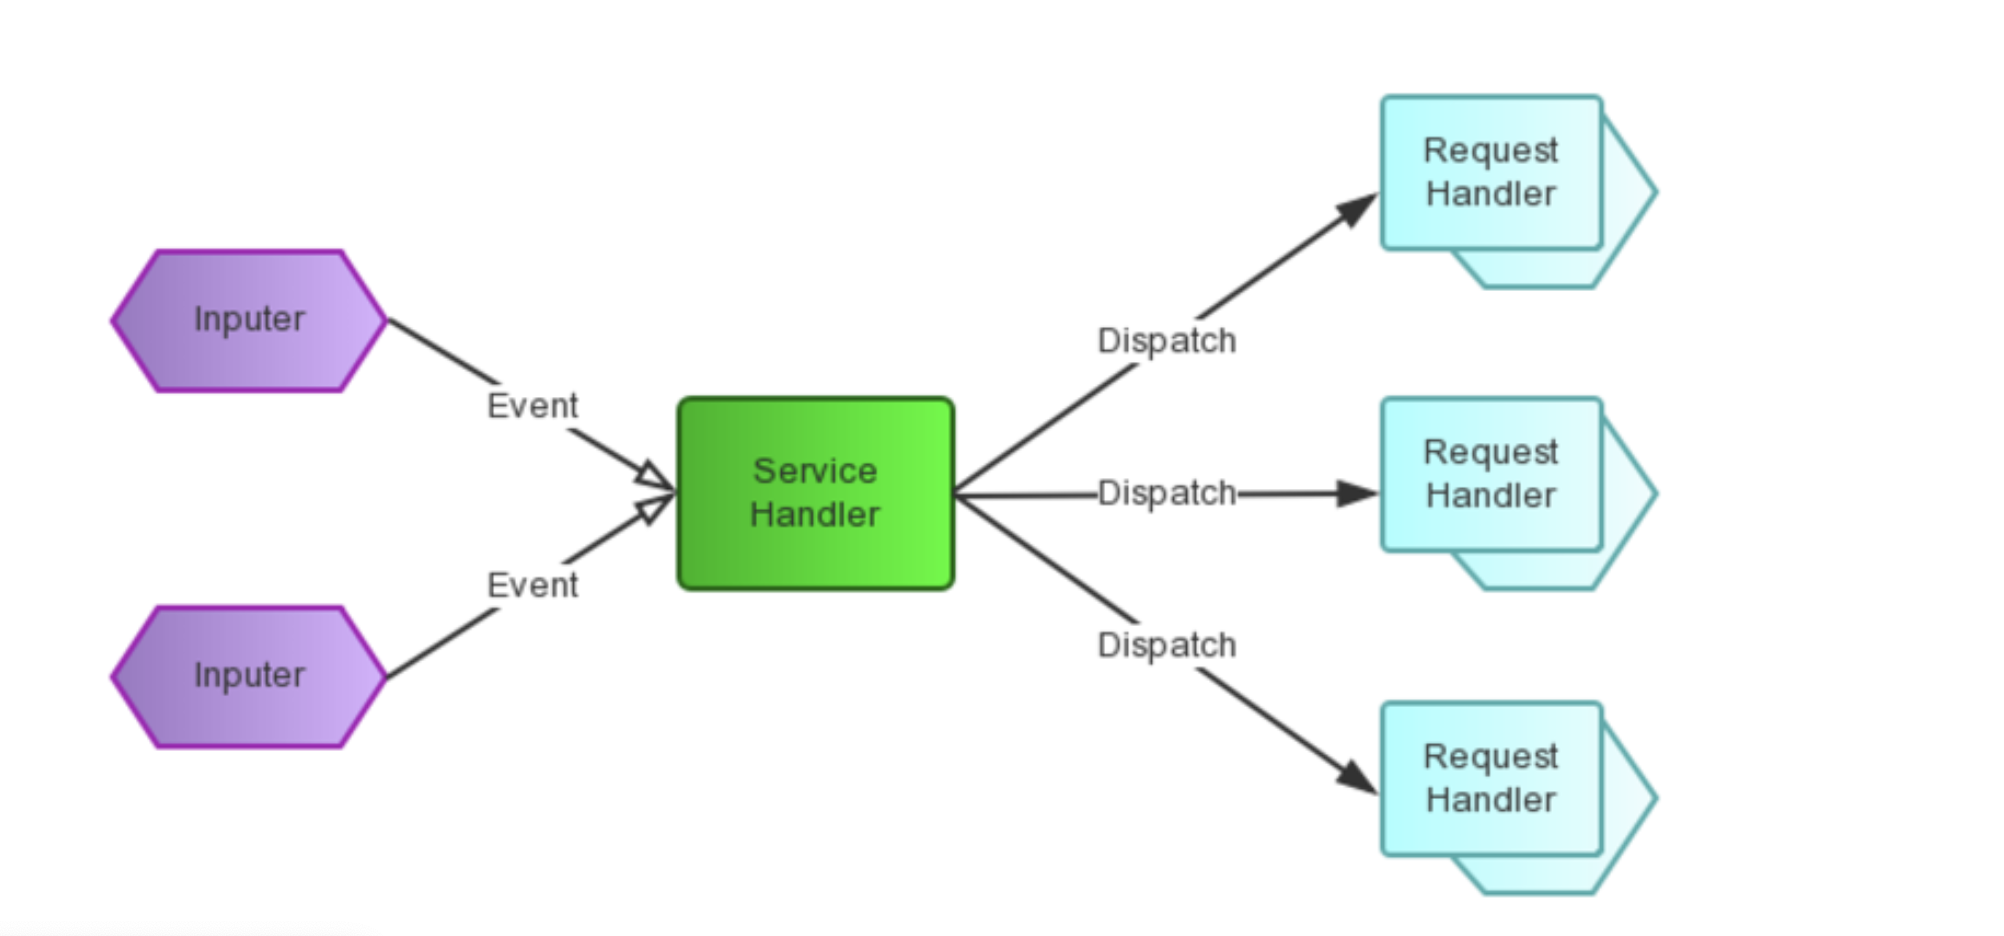 Inputer
Event
Inputer
Event
Service
Handler
Dispatch
Dispatch
Dispatch
Request
Handler
Request
Handler
Request
Handler